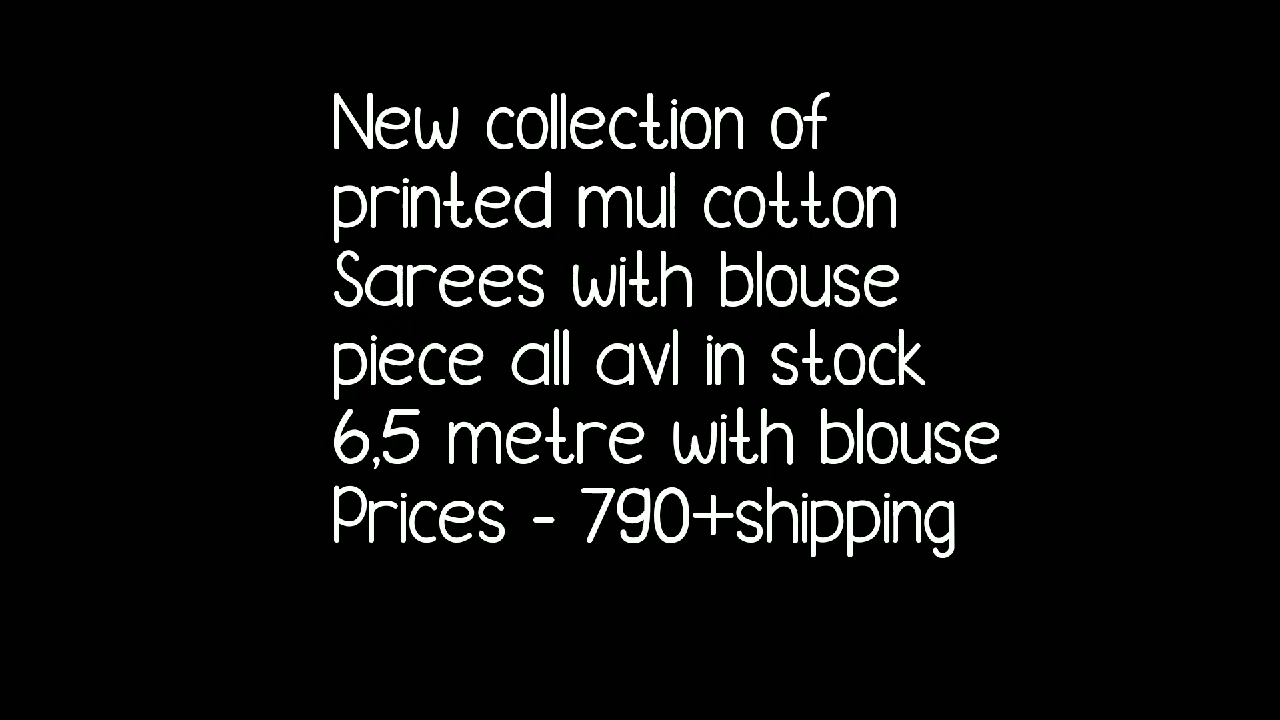 New collection of
printed mul cotton
Sarees with blouse
piece all avl in stock
6,5 metre with blouse
Prices - 790+shipping